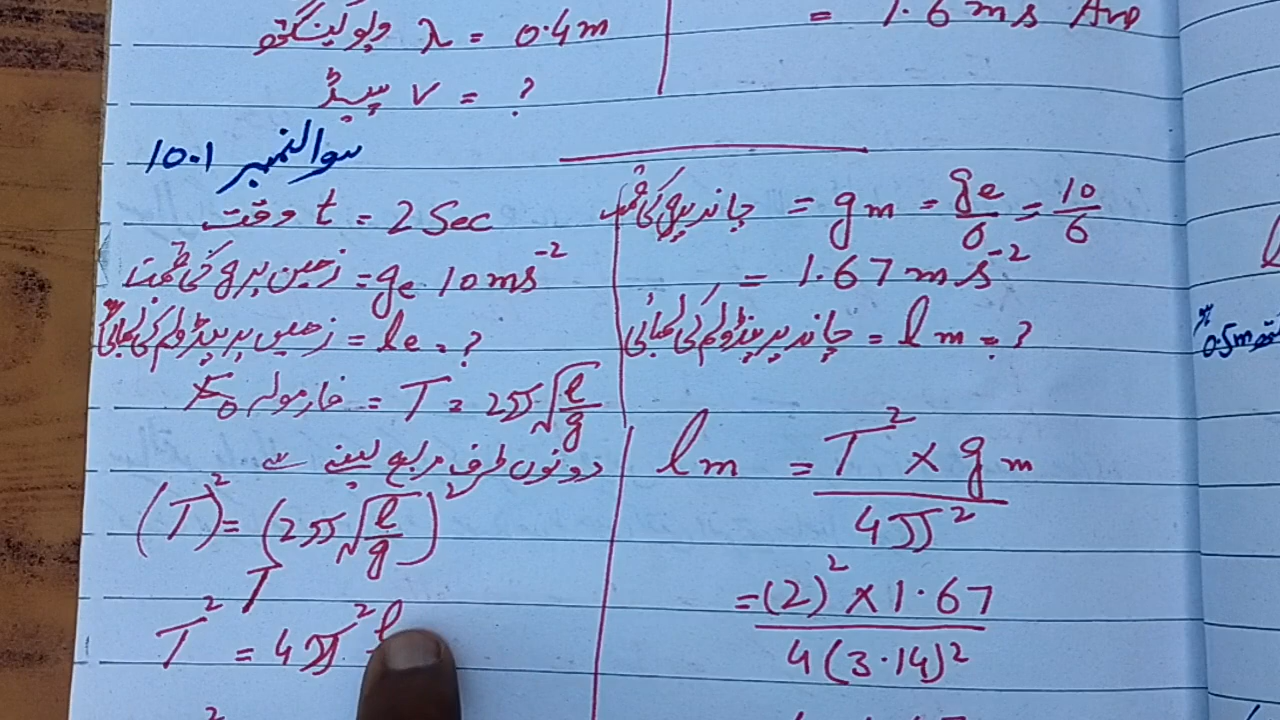 ویولینگتھ λ = 0.4m
سپیڈ v = ?
= 1.6 ms Ans
سوالنمبر 10.1
وقت t = 2 Sec
زمین پر g کی قیمت = ge 10 ms⁻²
زمین پر پنڈولم کی لمبائی = le = ?
فارمولہ = T = 2π√(l/g)
دونوں طرف مربع لینے سے
(T)² = (2π√(l/g))²
T
T² = 4π² l
چاند پر g کی قیمت = gm = ge/6 = 10/6
= 1.67 ms⁻²
چاند پر پنڈولم کی لمبائی = lm = ?
lm = T² × gm / 4π²
= (2)² × 1.67 / 4(3.14)²
0.5m